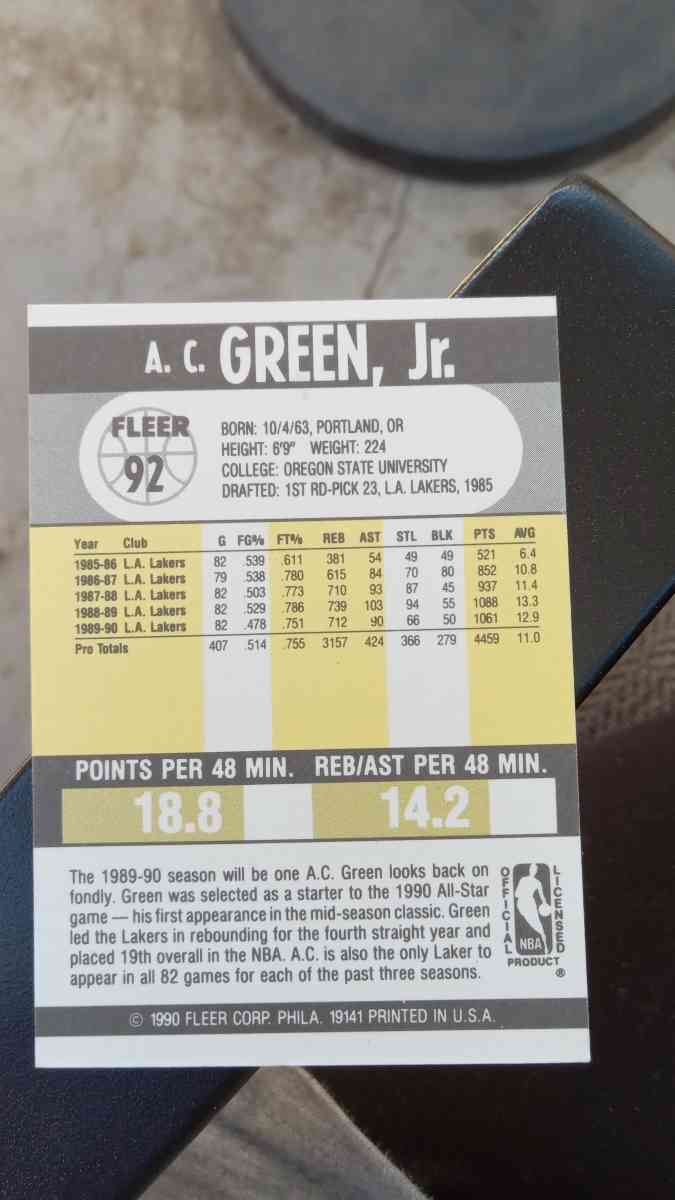 A. C. GREEN, Jr.
FLEER
92
BORN: 10/4/63, PORTLAND, OR
HEIGHT: 6'9" WEIGHT: 224
COLLEGE: OREGON STATE UNIVERSITY
DRAFTED: 1ST RD-PICK 23, L.A. LAKERS, 1985
Year Club G FG% FT% REB AST STL BLK PTS AVG
1985-86 L.A. Lakers 82 .539 .611 381 54 49 49 521 6.4
1986-87 L.A. Lakers 79 .538 .780 615 84 70 80 852 10.8
1987-88 L.A. Lakers 82 .503 .773 710 93 87 45 937 11.4
1988-89 L.A. Lakers 82 .529 .786 739 103 94 55 1088 13.3
1989-90 L.A. Lakers 82 .478 .751 712 90 66 50 1061 12.9
Pro Totals 407 .514 .755 3157 424 366 279 4459 11.0
POINTS PER 48 MIN. REB/AST PER 48 MIN.
18.8 14.2
The 1989-90 season will be one A.C. Green looks back on
fondly. Green was selected as a starter to the 1990 All-Star
game — his first appearance in the mid-season classic. Green
led the Lakers in rebounding for the fourth straight year and
placed 19th overall in the NBA. A.C. is also the only Laker to
appear in all 82 games for each of the past three seasons.
OFFICIAL
NBA
LICENSED
PRODUCT
®
© 1990 FLEER CORP. PHILA. 19141 PRINTED IN U.S.A.